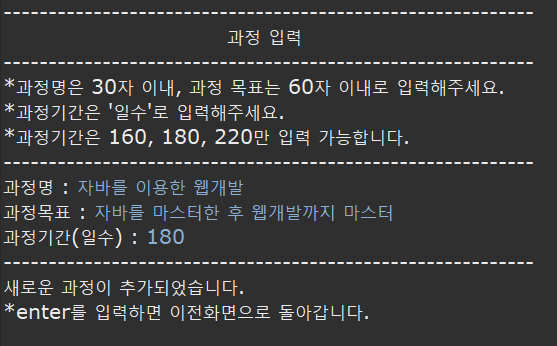 ------------------------------------------------------------
과정 입력
------------------------------------------------------------
*과정명은 30자 이내, 과정 목표는 60자 이내로 입력해주세요.
*과정기간은 '일수'로 입력해주세요.
*과정기간은 160, 180, 220만 입력 가능합니다.
------------------------------------------------------------
과정명 : 자바를 이용한 웹개발
과정목표 : 자바를 마스터한 후 웹개발까지 마스터
과정기간(일수) : 180
------------------------------------------------------------
새로운 과정이 추가되었습니다.
*enter를 입력하면 이전화면으로 돌아갑니다.